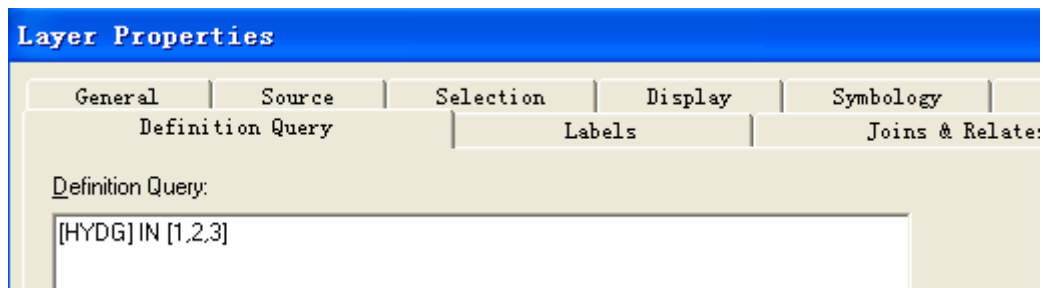 Layer Properties
General Source Selection Display Symbology
Definition Query Labels Joins & Relates
Definition Query:
[HYDG] IN [1,2,3]